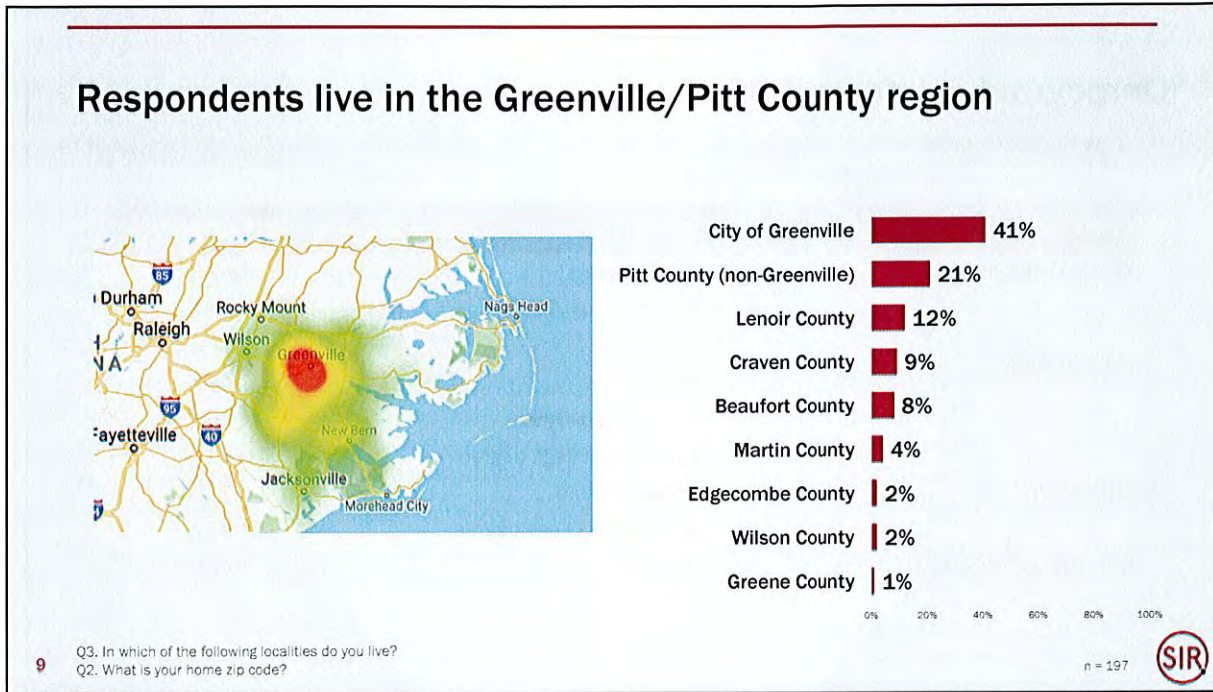 Respondents live in the Greenville/Pitt County region
85
Durham
Rocky Mount
Nags Head
Raleigh
Wilson
Greenville
N A
95
40
Fayetteville
New Bern
Jacksonville
Morehead City
City of Greenville 41%
Pitt County (non-Greenville) 21%
Lenoir County 12%
Craven County 9%
Beaufort County 8%
Martin County 4%
Edgecombe County 2%
Wilson County 2%
Greene County 1%
0% 20% 40% 60% 80% 100%
Q3. In which of the following localities do you live?
9 Q2. What is your home zip code?
n = 197
SIR